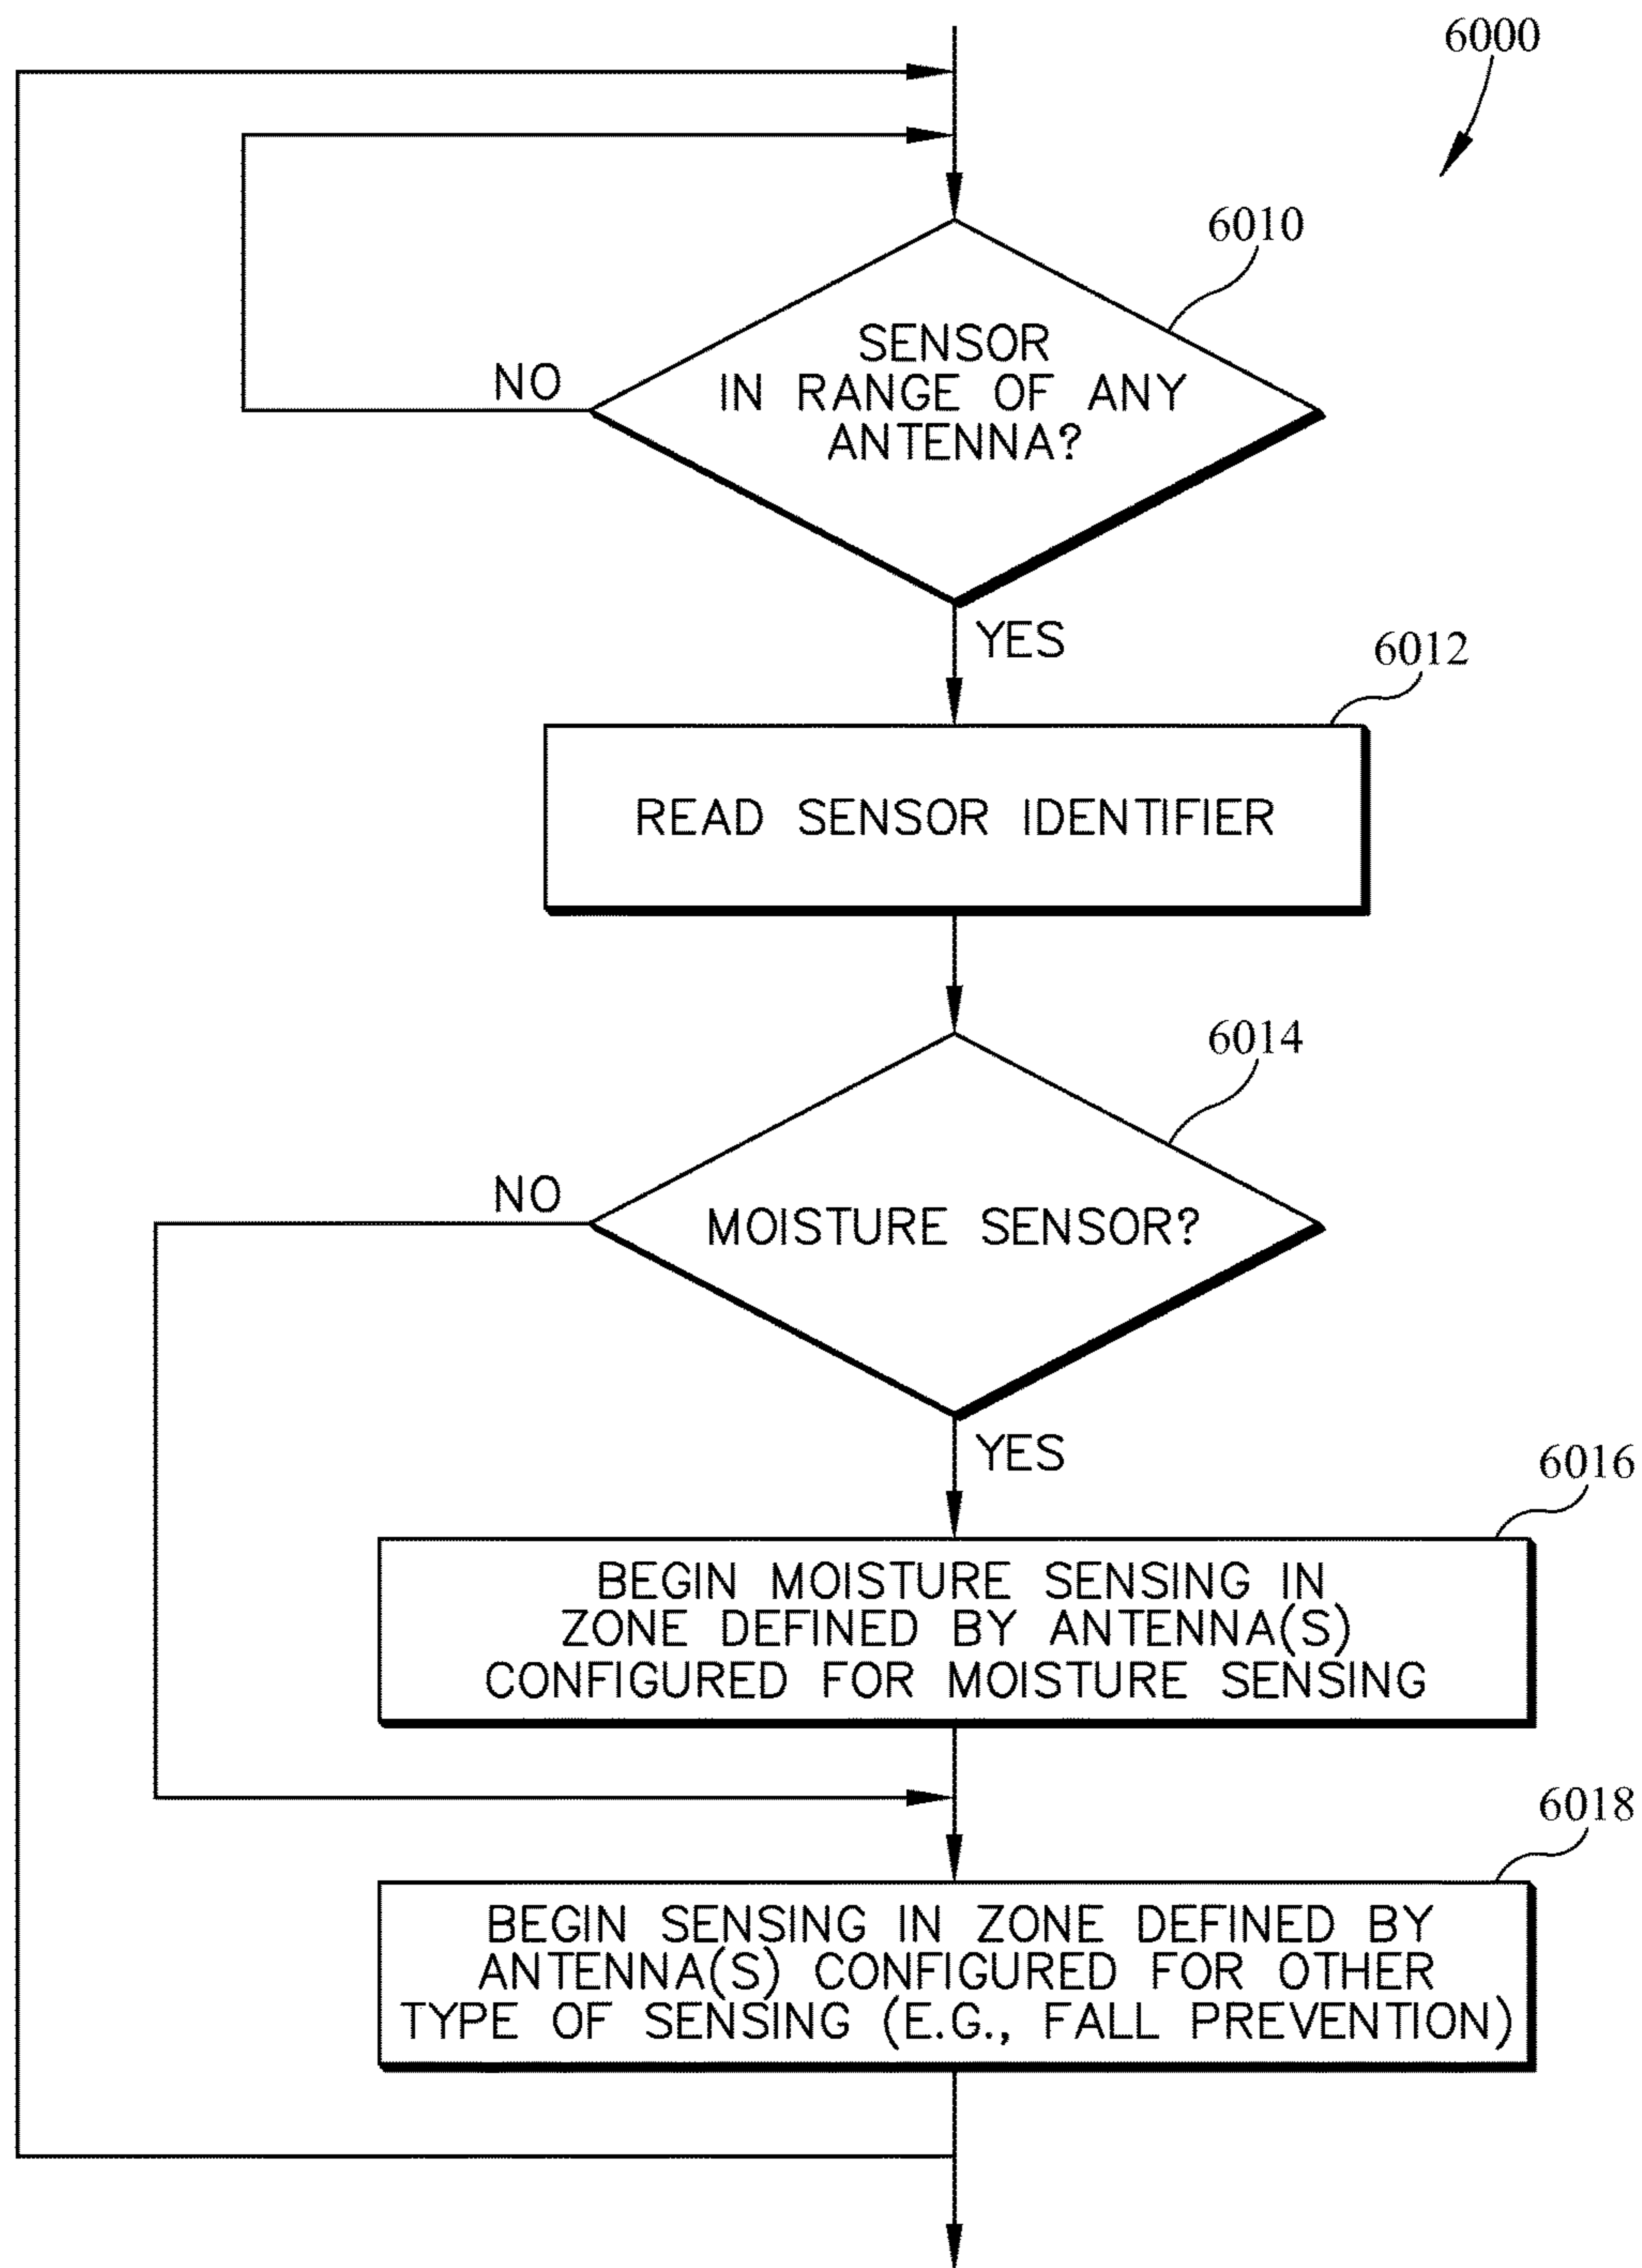 6000
6010
SENSOR
IN RANGE OF ANY
ANTENNA?
NO
YES
6012
READ SENSOR IDENTIFIER
6014
NO
MOISTURE SENSOR?
YES
6016
BEGIN MOISTURE SENSING IN
ZONE DEFINED BY ANTENNA(S)
CONFIGURED FOR MOISTURE SENSING
6018
BEGIN SENSING IN ZONE DEFINED BY
ANTENNA(S) CONFIGURED FOR OTHER
TYPE OF SENSING (E.G., FALL PREVENTION)